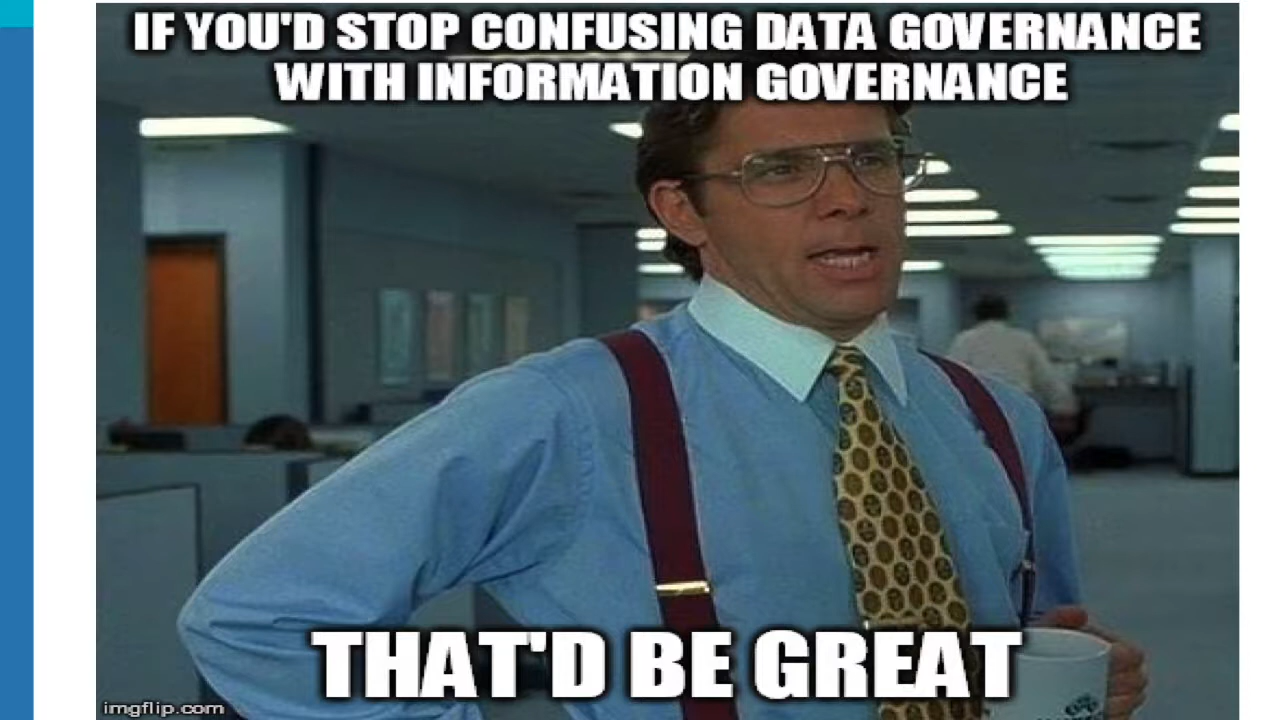 IF YOU'D STOP CONFUSING DATA GOVERNANCE
WITH INFORMATION GOVERNANCE
THAT'D BE GREAT
imgflip.com